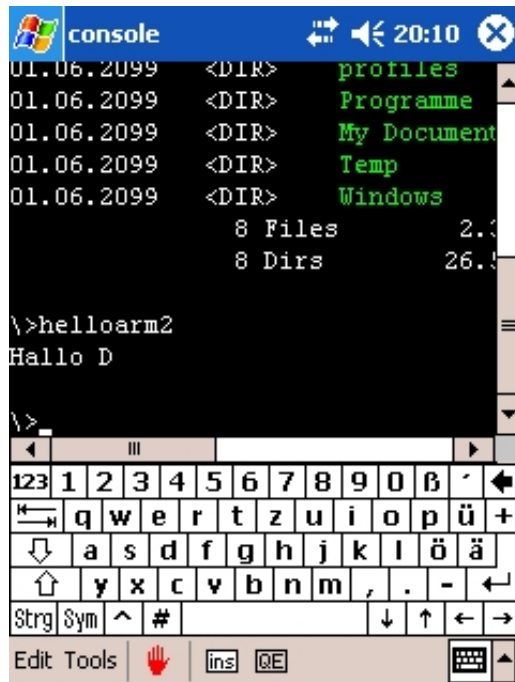 console 20:10
01.06.2099 <DIR> profiles
01.06.2099 <DIR> Programme
01.06.2099 <DIR> My Document
01.06.2099 <DIR> Temp
01.06.2099 <DIR> Windows
8 Files 2.
8 Dirs 26.
\>helloarm2
Hallo D
\>_
123 1 2 3 4 5 6 7 8 9 0 ß ´
q w e r t z u i o p ü +
a s d f g h j k l ö ä
y x c v b n m , . -
Strg Sym ^ # ↓ ↑ ← →
Edit Tools ins QE